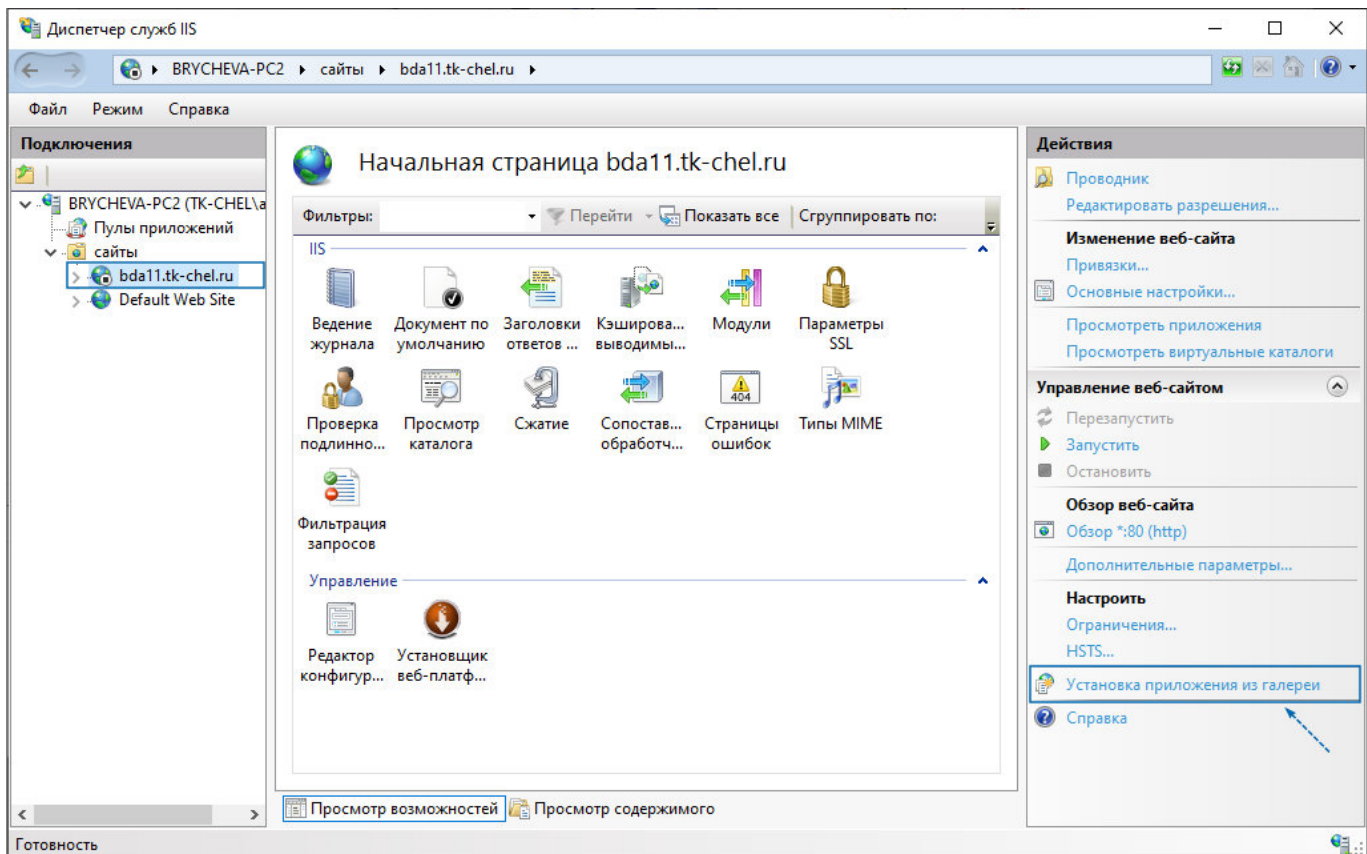 Диспетчер служб IIS
BRYCHEVA-PC2 сайты bda11.tk-chel.ru
Файл Режим Справка
Подключения
BRYCHEVA-PC2 (TK-CHEL\a
Пулы приложений
сайты
bda11.tk-chel.ru
Default Web Site
Начальная страница bda11.tk-chel.ru
Фильтры: Перейти Показать все Сгруппировать по:
IIS
Ведение журнала
Документ по умолчанию
Заголовки ответов ...
Кэширова... выводимы...
Модули
Параметры SSL
Проверка подлинно...
Просмотр каталога
Сжатие
Сопостав... обработч...
404
Страницы ошибок
Типы MIME
Фильтрация запросов
Управление
Редактор конфигур...
Установщик веб-платф...
Просмотр возможностей Просмотр содержимого
Действия
Проводник
Редактировать разрешения...
Изменение веб-сайта
Привязки...
Основные настройки...
Просмотреть приложения
Просмотреть виртуальные каталоги
Управление веб-сайтом
Перезапустить
Запустить
Остановить
Обзор веб-сайта
Обзор *:80 (http)
Дополнительные параметры...
Настроить
Ограничения...
HSTS...
Установка приложения из галереи
Справка
Готовность